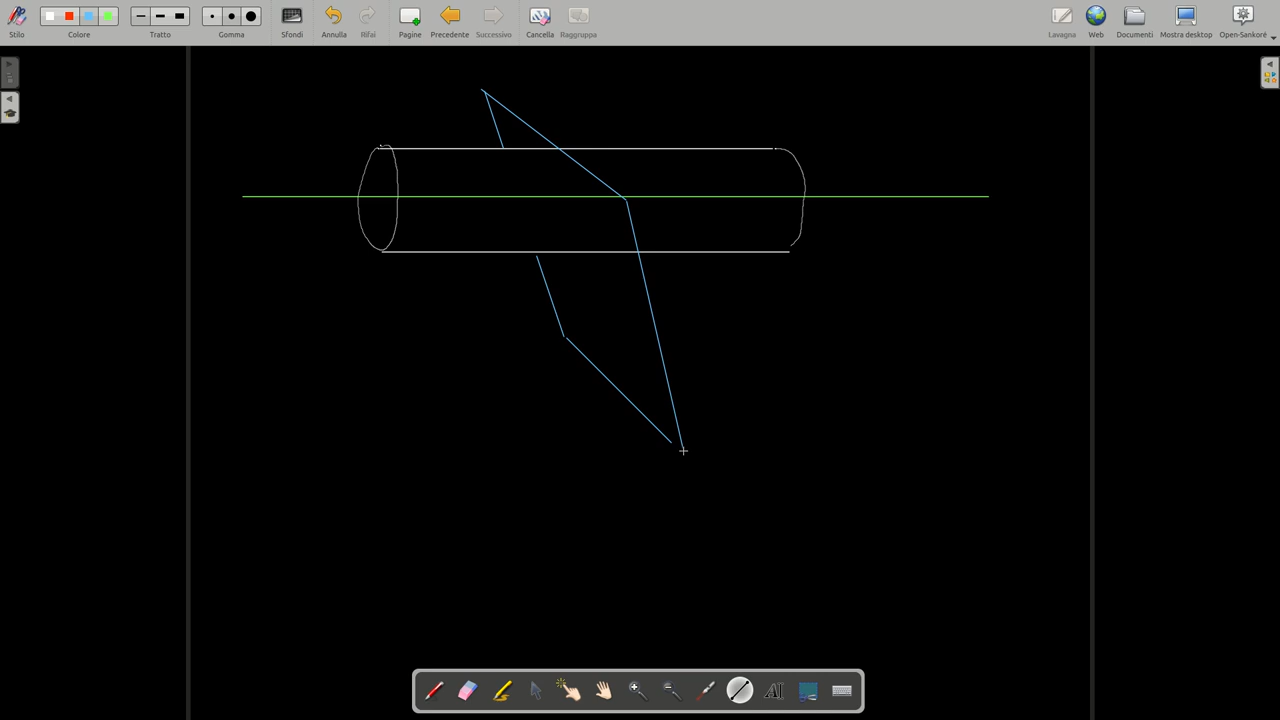 Stilo
Colore
Tratto
Gomma
Sfondi
Annulla
Rifai
Pagine
Precedente
Successivo
Cancella
Raggruppa
Lavagna
Web
Documenti
Mostra desktop
Open-Sankoré
AI